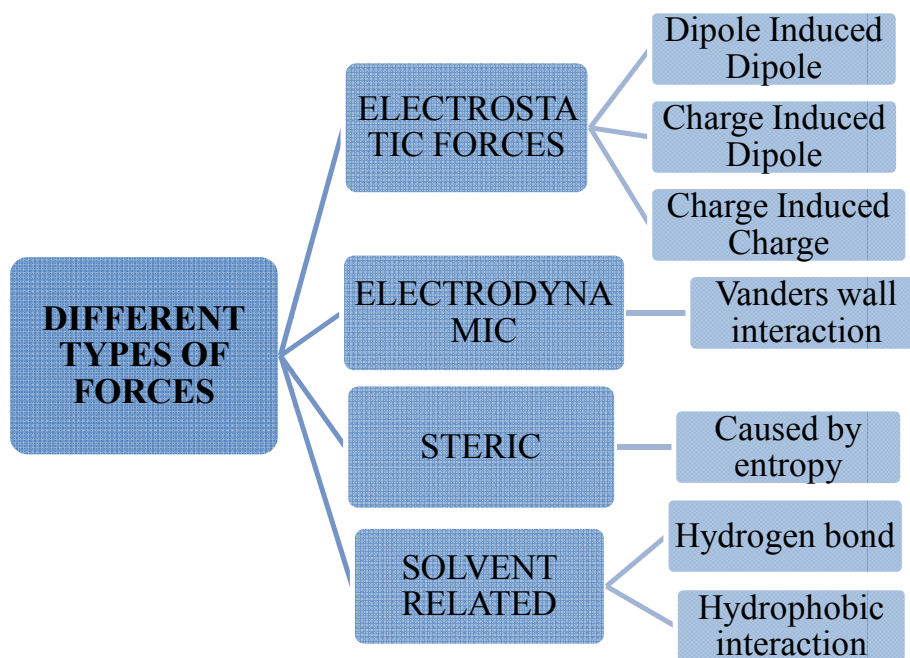 DIFFERENT
TYPES OF
FORCES
ELECTROSTA
TIC FORCES
Dipole Induced
Dipole
Charge Induced
Dipole
Charge Induced
Charge
ELECTRODYNA
MIC
Vanders wall
interaction
STERIC
Caused by
entropy
SOLVENT
RELATED
Hydrogen bond
Hydrophobic
interaction